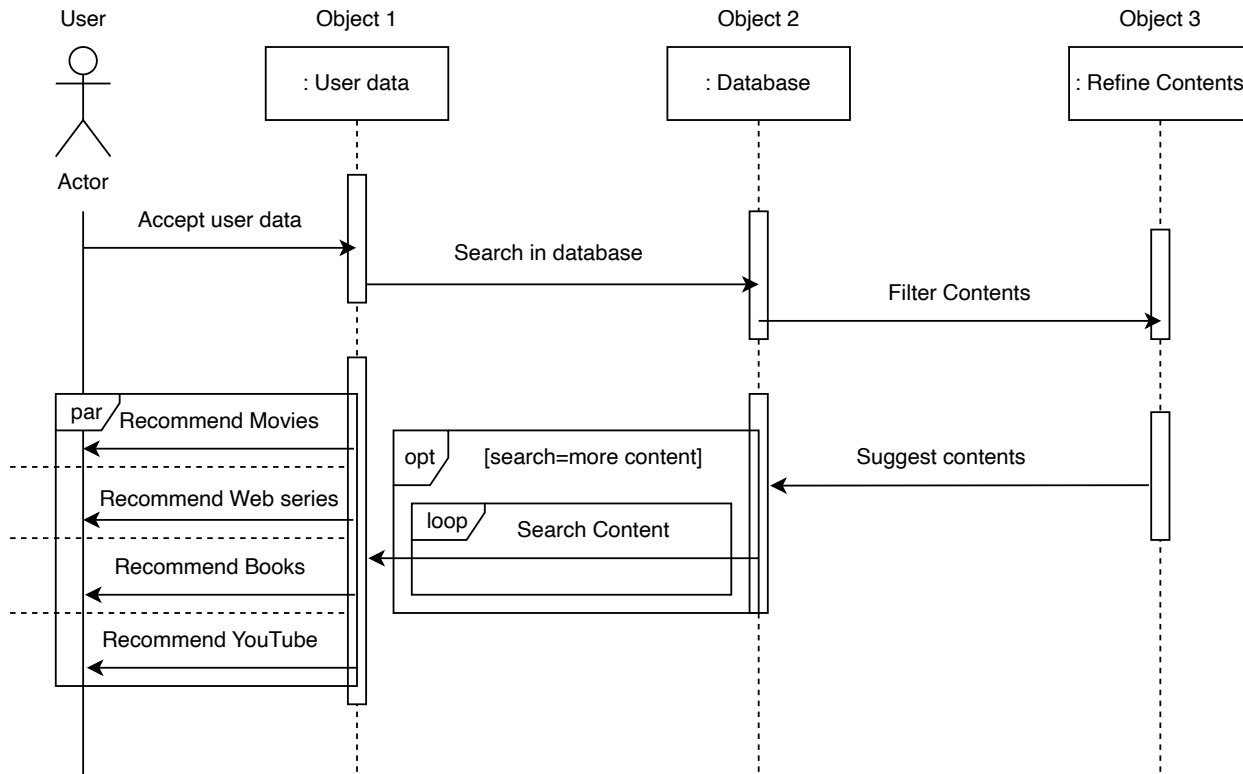 User
Object 1
Object 2
Object 3
: User data
: Database
: Refine Contents
Actor
Accept user data
Search in database
Filter Contents
par
Recommend Movies
opt
[search=more content]
Suggest contents
Recommend Web series
loop
Search Content
Recommend Books
Recommend YouTube